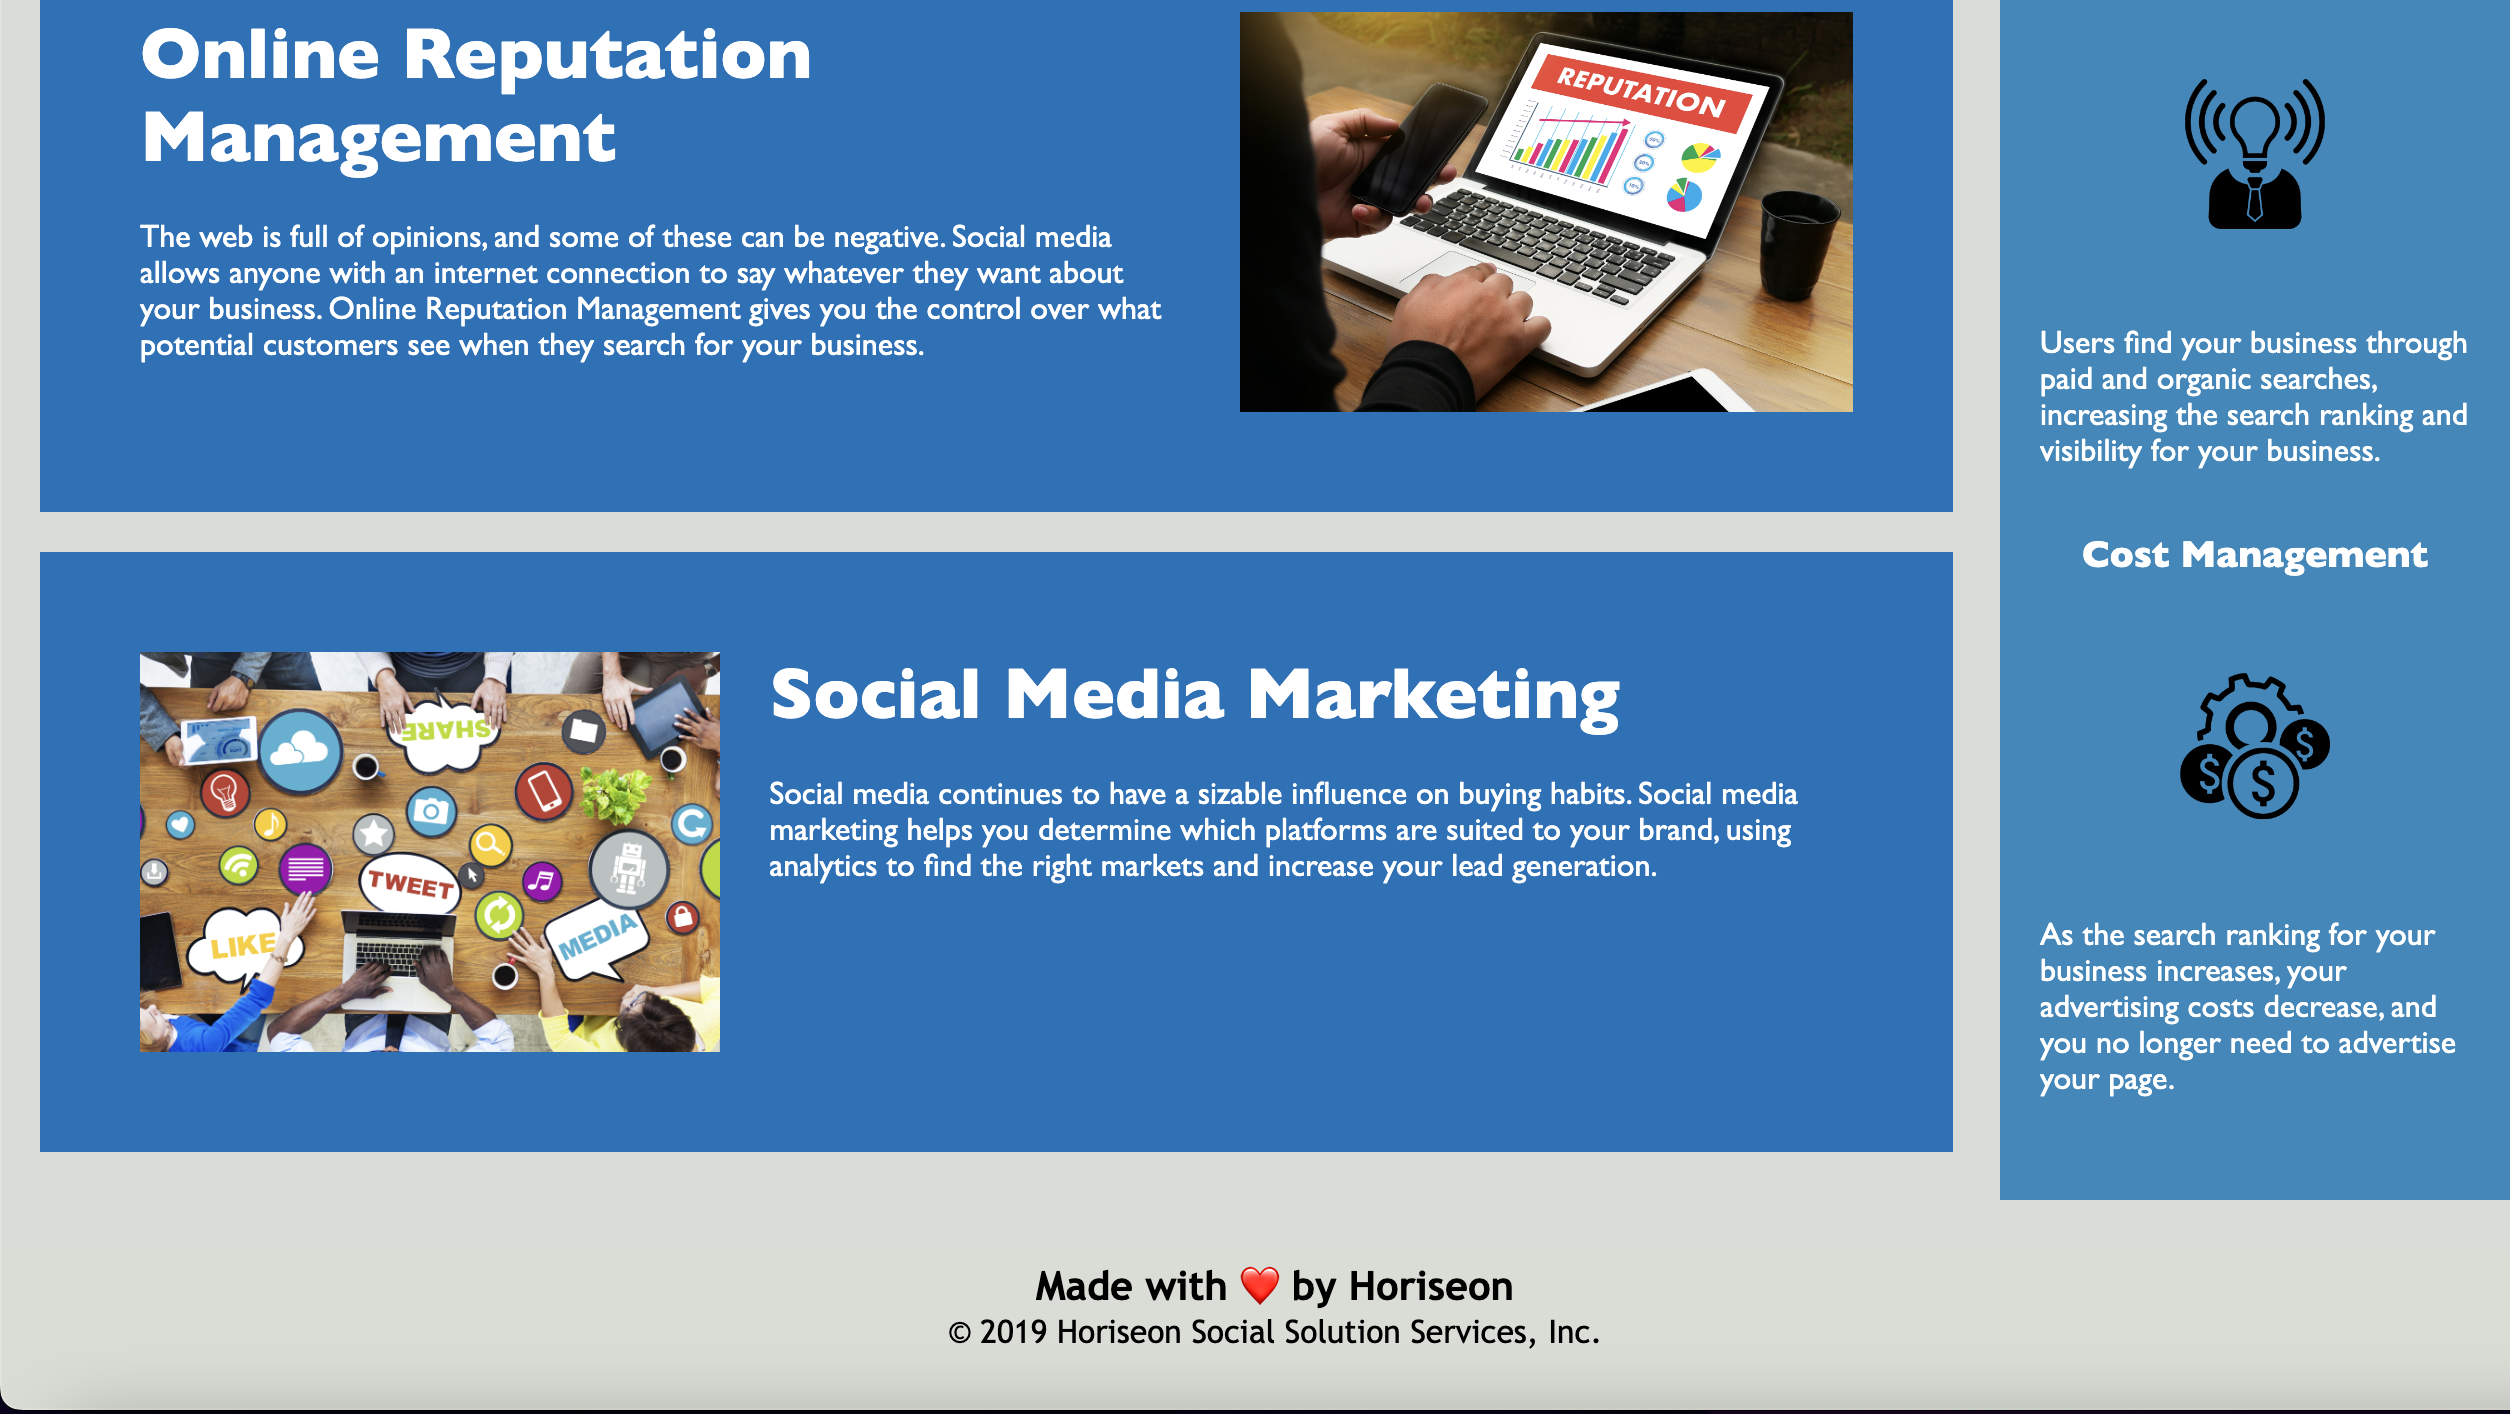 Online Reputation
Management
The web is full of opinions, and some of these can be negative. Social media
allows anyone with an internet connection to say whatever they want about
your business. Online Reputation Management gives you the control over what
potential customers see when they search for your business.
REPUTATION
Social Media Marketing
Social media continues to have a sizable influence on buying habits. Social media
marketing helps you determine which platforms are suited to your brand, using
analytics to find the right markets and increase your lead generation.
SHARE
TWEET
LIKE
MEDIA
Users find your business through
paid and organic searches,
increasing the search ranking and
visibility for your business.
Cost Management
$ $ $
As the search ranking for your
business increases, your
advertising costs decrease, and
you no longer need to advertise
your page.
Made with ❤️ by Horiseon
© 2019 Horiseon Social Solution Services, Inc.